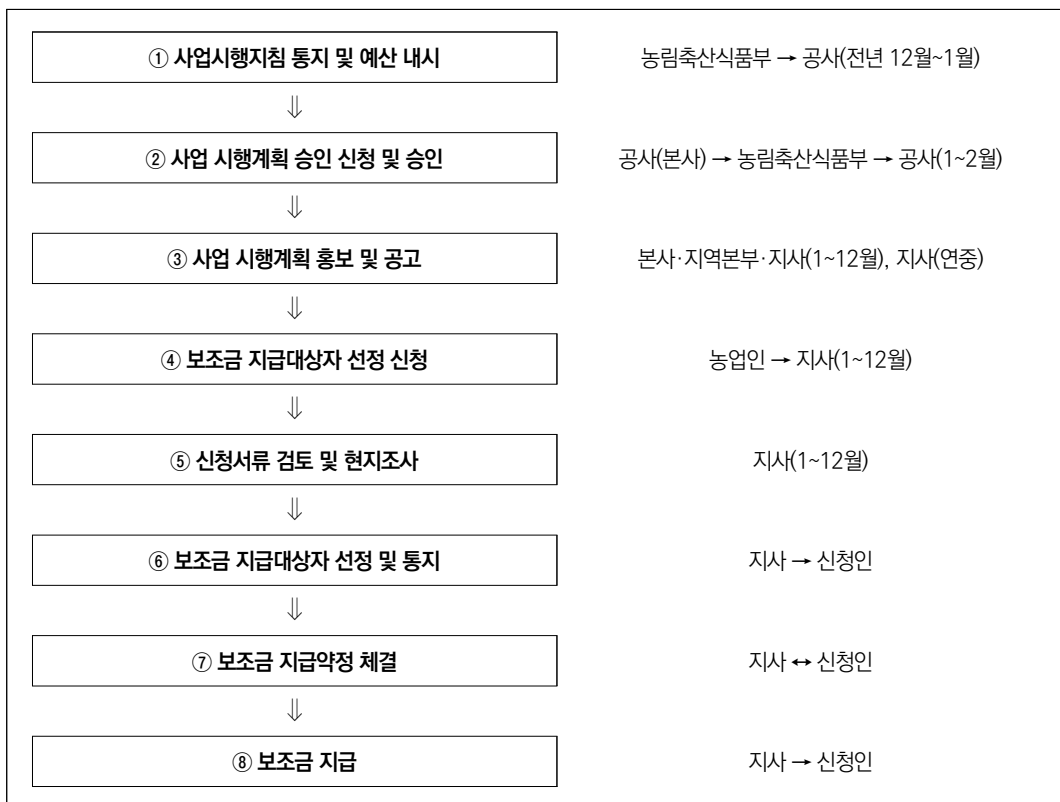 ① 사업시행지침 통지 및 예산 내시 농림축산식품부 → 공사(전년 12월~1월)
⇓
② 사업 시행계획 승인 신청 및 승인 공사(본사) → 농림축산식품부 → 공사(1~2월)
⇓
③ 사업 시행계획 홍보 및 공고 본사·지역본부·지사(1~12월), 지사(연중)
⇓
④ 보조금 지급대상자 선정 신청 농업인 → 지사(1~12월)
⇓
⑤ 신청서류 검토 및 현지조사 지사(1~12월)
⇓
⑥ 보조금 지급대상자 선정 및 통지 지사 → 신청인
⇓
⑦ 보조금 지급약정 체결 지사 ↔ 신청인
⇓
⑧ 보조금 지급 지사 → 신청인